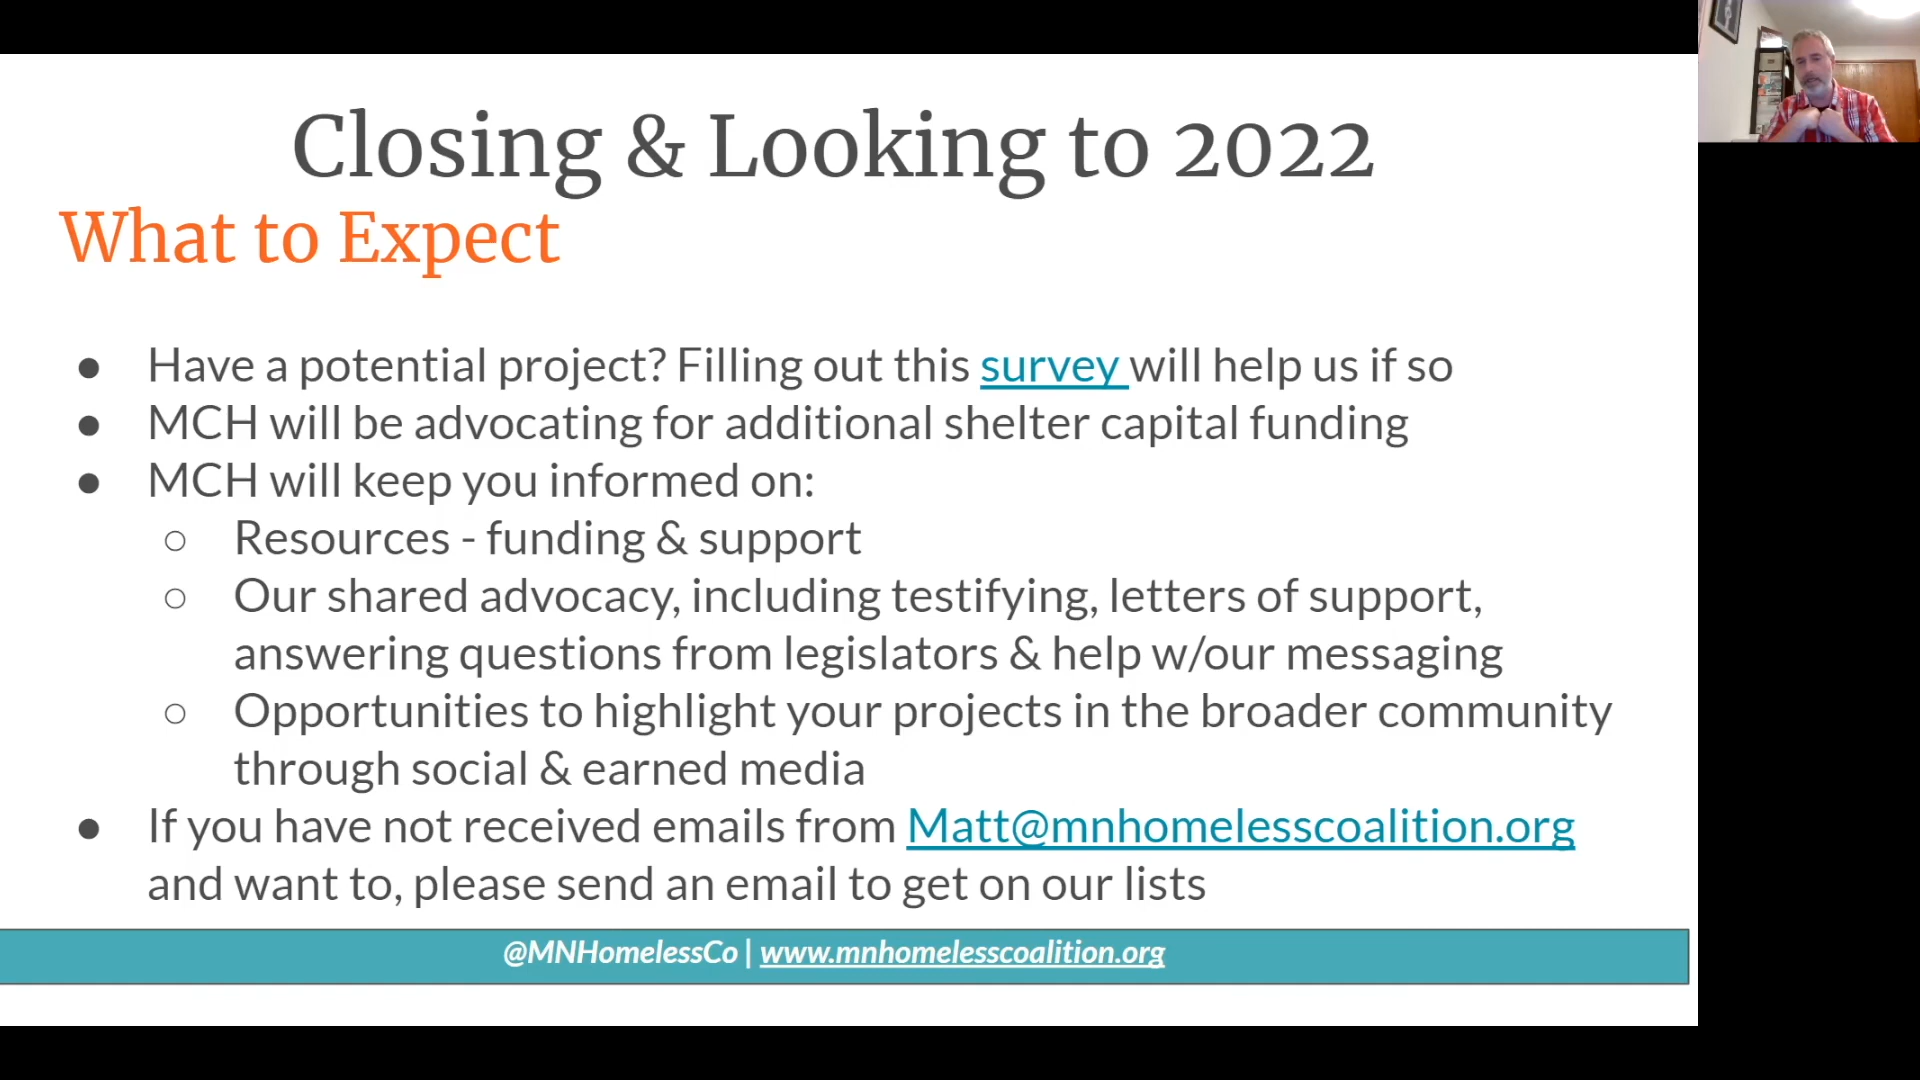 Closing & Looking to 2022
What to Expect
● Have a potential project? Filling out this survey will help us if so
● MCH will be advocating for additional shelter capital funding
● MCH will keep you informed on:
○ Resources - funding & support
○ Our shared advocacy, including testifying, letters of support,
answering questions from legislators & help w/our messaging
○ Opportunities to highlight your projects in the broader community
through social & earned media
● If you have not received emails from Matt@mnhomelesscoalition.org
and want to, please send an email to get on our lists
@MNHomelessCo | www.mnhomelesscoalition.org